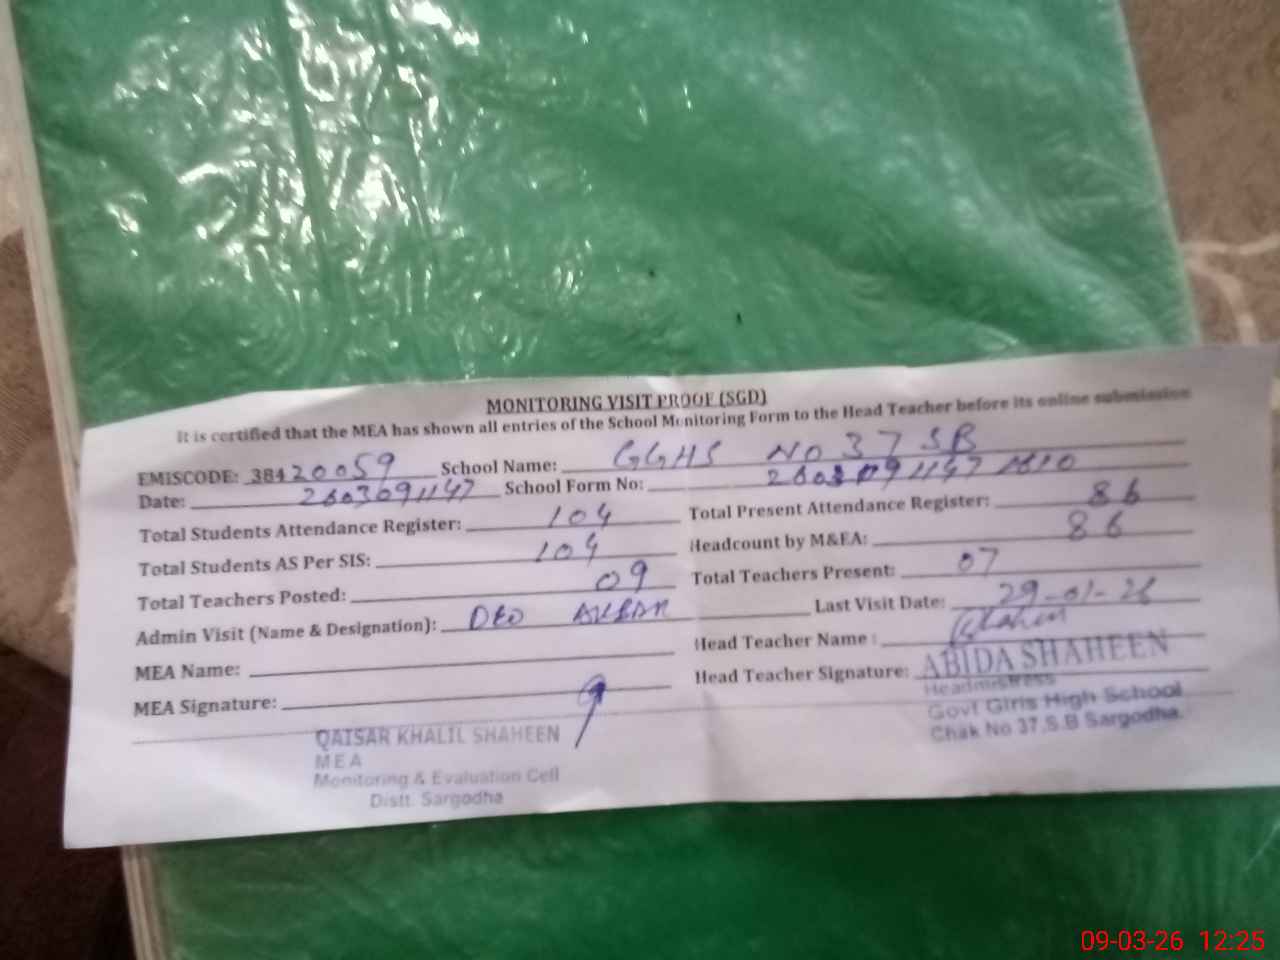 MONITORING VISIT PROOF (SGD)
It is certified that the MEA has shown all entries of the School Monitoring Form to the Head Teacher before its online submission
EMISCODE: 38420059 School Name: GGHS NO 37 SB
Date: 2603091147 School Form No: 2603091147 1810
Total Students Attendance Register: 104 Total Present Attendance Register: 86
Total Students AS Per SIS: 104 Headcount by M&EA: 86
Total Teachers Posted: 09 Total Teachers Present: 07
Admin Visit (Name & Designation): DEO AKBAR Last Visit Date: 29-01-26
MEA Name: Head Teacher Name :
MEA Signature: Head Teacher Signature: ABIDA SHAHEEN
Headmistress
Govt Girls High School
Chak No 37.S.B Sargodha.
QAISAR KHALIL SHAHEEN
MEA
Monitoring & Evaluation Cell
Distt. Sargodha
09-03-26 12:25